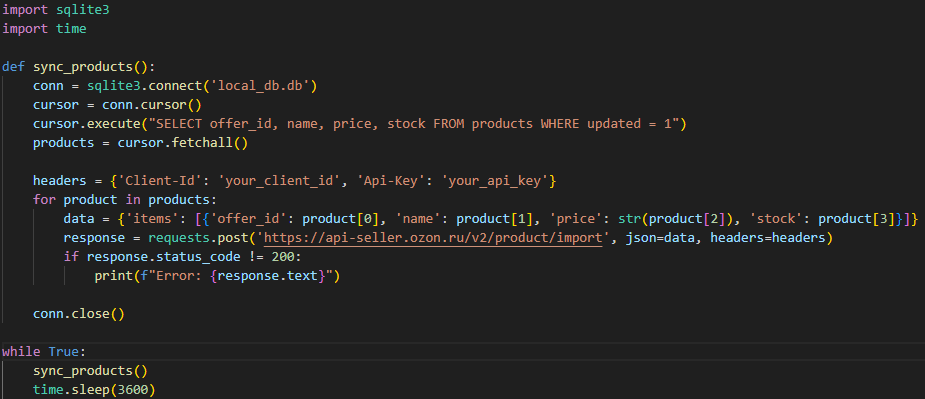 import sqlite3
import time
def sync_products():
conn = sqlite3.connect('local_db.db')
cursor = conn.cursor()
cursor.execute("SELECT offer_id, name, price, stock FROM products WHERE updated = 1")
products = cursor.fetchall()
headers = {'Client-Id': 'your_client_id', 'Api-Key': 'your_api_key'}
for product in products:
data = {'items': [{'offer_id': product[0], 'name': product[1], 'price': str(product[2]), 'stock': product[3]}]}
response = requests.post('https://api-seller.ozon.ru/v2/product/import', json=data, headers=headers)
if response.status_code != 200:
print(f"Error: {response.text}")
conn.close()
while True:
sync_products()
time.sleep(3600)